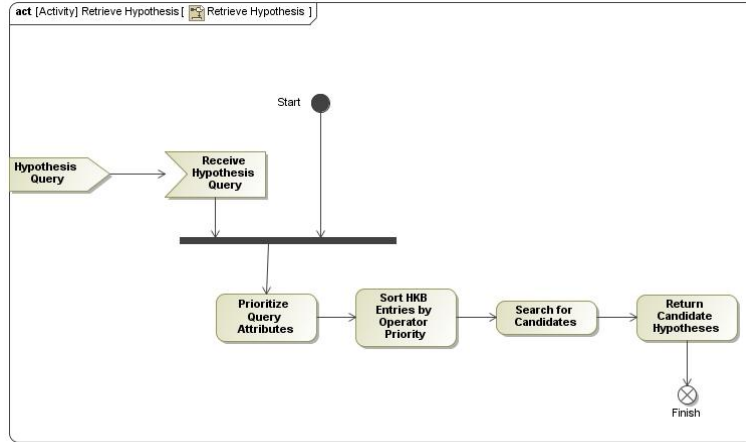 act [Activity] Retrieve Hypothesis [ Retrieve Hypothesis ]
Start
Hypothesis
Query
Receive
Hypothesis
Query
Prioritize
Query
Attributes
Sort HKB
Entries by
Operator
Priority
Search for
Candidates
Return
Candidate
Hypotheses
Finish